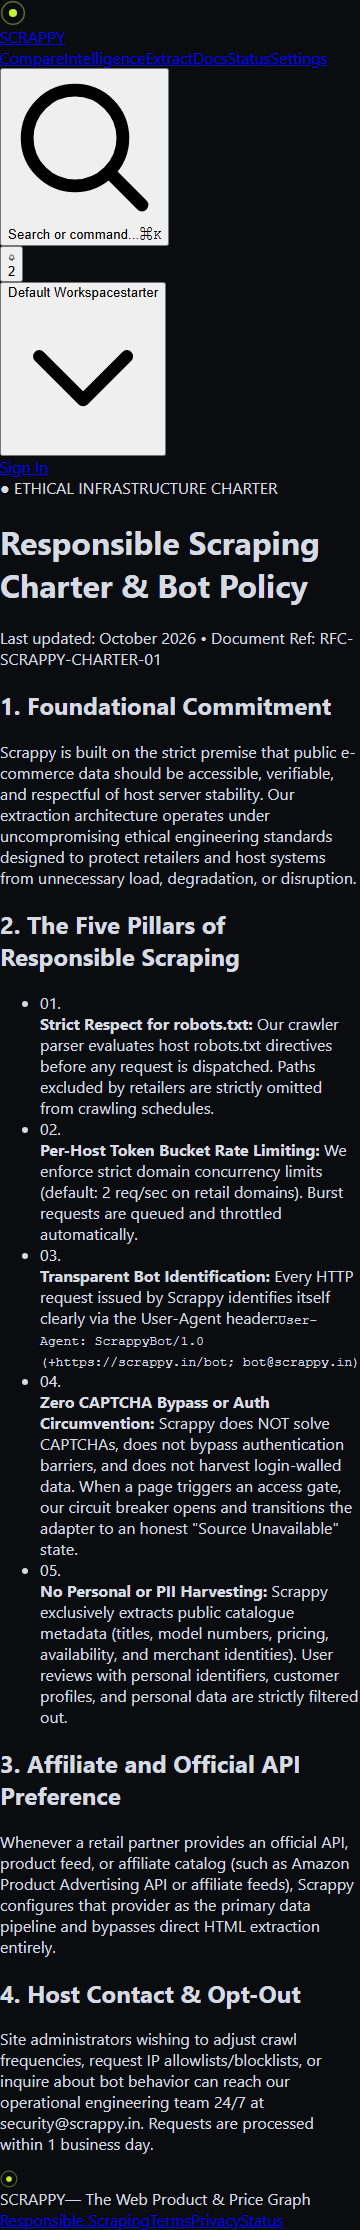 SCRAPPY
CompareIntelligenceExtractDocsStatusSettings
Search or command...⌘K
2
Default Workspacestarter
Sign In
● ETHICAL INFRASTRUCTURE CHARTER
Responsible Scraping
Charter & Bot Policy
Last updated: October 2026 • Document Ref: RFC-
SCRAPPY-CHARTER-01
1. Foundational Commitment
Scrappy is built on the strict premise that public e-
commerce data should be accessible, verifiable,
and respectful of host server stability. Our
extraction architecture operates under
uncompromising ethical engineering standards
designed to protect retailers and host systems
from unnecessary load, degradation, or disruption.
2. The Five Pillars of
Responsible Scraping
• 01.
Strict Respect for robots.txt: Our crawler
parser evaluates host robots.txt directives
before any request is dispatched. Paths
excluded by retailers are strictly omitted
from crawling schedules.
• 02.
Per-Host Token Bucket Rate Limiting: We
enforce strict domain concurrency limits
(default: 2 req/sec on retail domains). Burst
requests are queued and throttled
automatically.
• 03.
Transparent Bot Identification: Every HTTP
request issued by Scrappy identifies itself
clearly via the User-Agent header:User-
Agent: ScrappyBot/1.0
(+https://scrappy.in/bot; bot@scrappy.in)
• 04.
Zero CAPTCHA Bypass or Auth
Circumvention: Scrappy does NOT solve
CAPTCHAs, does not bypass authentication
barriers, and does not harvest login-walled
data. When a page triggers an access gate,
our circuit breaker opens and transitions the
adapter to an honest "Source Unavailable"
state.
• 05.
No Personal or PII Harvesting: Scrappy
exclusively extracts public catalogue
metadata (titles, model numbers, pricing,
availability, and merchant identities). User
reviews with personal identifiers, customer
profiles, and personal data are strictly filtered
out.
3. Affiliate and Official API
Preference
Whenever a retail partner provides an official API,
product feed, or affiliate catalog (such as Amazon
Product Advertising API or affiliate feeds), Scrappy
configures that provider as the primary data
pipeline and bypasses direct HTML extraction
entirely.
4. Host Contact & Opt-Out
Site administrators wishing to adjust crawl
frequencies, request IP allowlists/blocklists, or
inquire about bot behavior can reach our
operational engineering team 24/7 at
security@scrappy.in. Requests are processed
within 1 business day.
SCRAPPY— The Web Product & Price Graph
Responsible ScrapingTermsPrivacyStatus